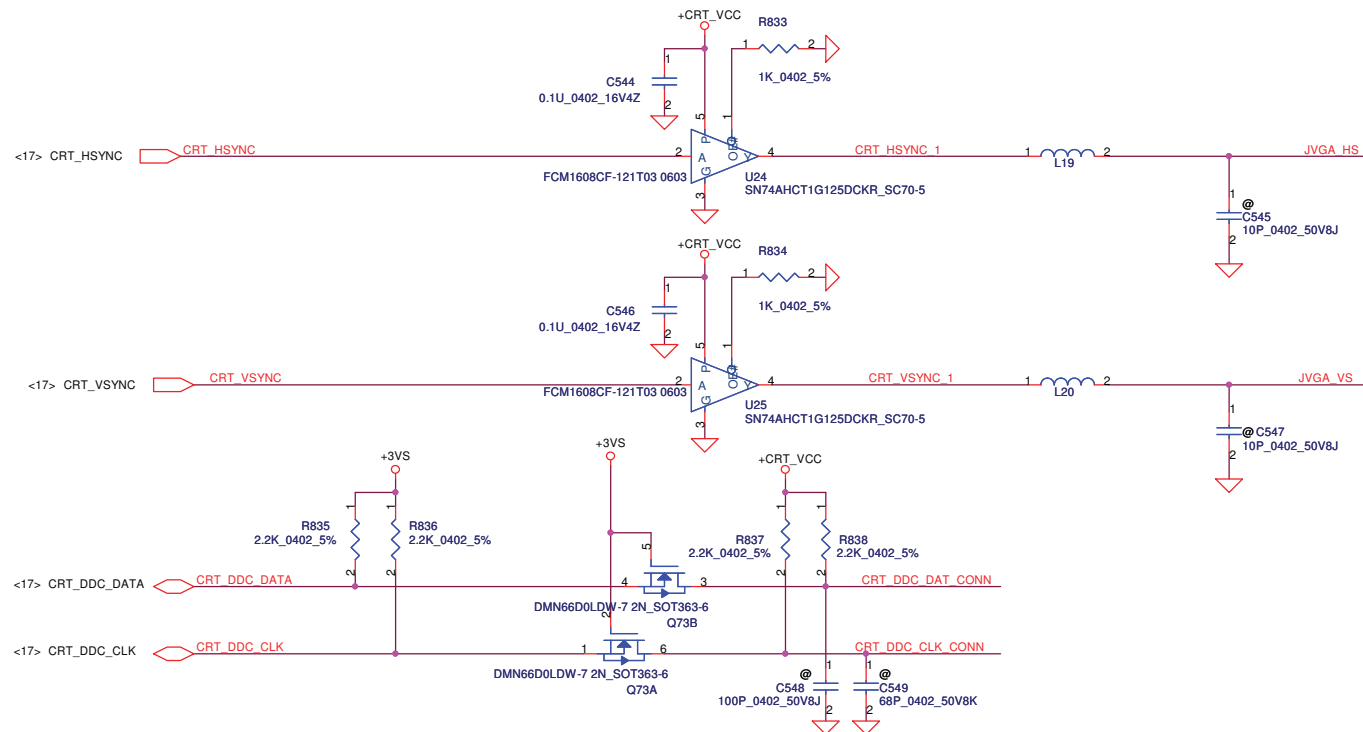 +CRT_VCC
R833
1
2
1K_0402_5%
1
C544
0.1U_0402_16V4Z
2
5
1
<17> CRT_HSYNC
CRT_HSYNC
2
A
P
G
Y
4
CRT_HSYNC_1
1
L19
2
JVGA_HS
FCM1608CF-121T03 0603
3
U24
SN74AHCT1G125DCKR_SC70-5
1
@
C545
10P_0402_50V8J
2
+CRT_VCC
R834
1
2
1K_0402_5%
1
C546
0.1U_0402_16V4Z
2
5
1
<17> CRT_VSYNC
CRT_VSYNC
2
A
P
G
Y
4
CRT_VSYNC_1
1
L20
2
JVGA_VS
FCM1608CF-121T03 0603
3
U25
SN74AHCT1G125DCKR_SC70-5
1
@
C547
10P_0402_50V8J
2
+3VS
+3VS
+CRT_VCC
1
1
R835
2.2K_0402_5%
R836
2.2K_0402_5%
2
2
1
1
R837
2.2K_0402_5%
R838
2.2K_0402_5%
2
2
<17> CRT_DDC_DATA
CRT_DDC_DATA
4
5
3
CRT_DDC_DAT_CONN
DMN66D0LDW-7 2N_SOT363-6
Q73B
<17> CRT_DDC_CLK
CRT_DDC_CLK
1
2
6
CRT_DDC_CLK_CONN
DMN66D0LDW-7 2N_SOT363-6
Q73A
@
1
C548
100P_0402_50V8J
2
@
1
C549
68P_0402_50V8K
2